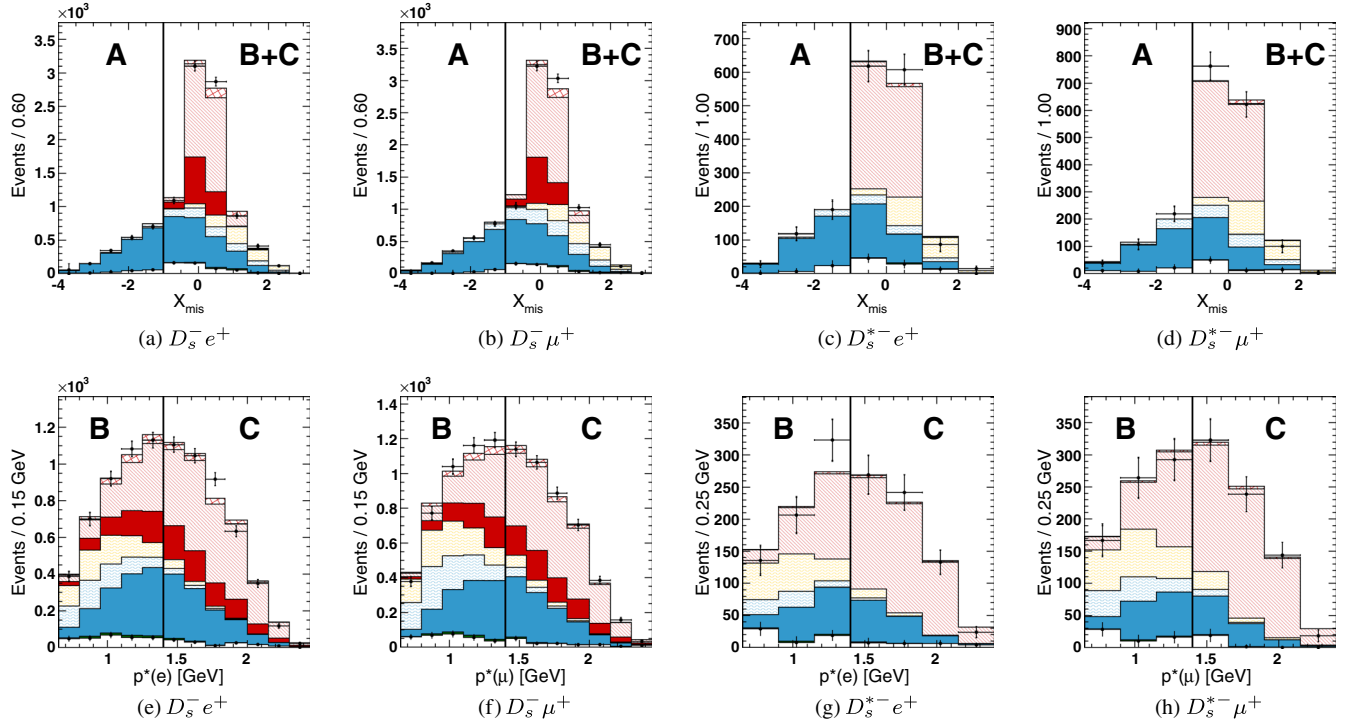 ×10³ ×10³
3.5 3.5 700 900
A B+C A B+C A B+C A B+C
3 3 600 800
2.5 2.5 500 700
2 2 400 600
1.5 1.5 300 500
1 1 200 400
0.5 0.5 100 300
0 0 0 200
100
0
Events / 0.60 Events / 0.60 Events / 1.00 Events / 1.00
-4 -2 0 2 -4 -2 0 2 -4 -2 0 2 -4 -2 0 2
X_mis X_mis X_mis X_mis
(a) D_s^- e^+ (b) D_s^- μ^+ (c) D_s^{*-} e^+ (d) D_s^{*-} μ^+
×10³ ×10³
1.4
B C B C B C B C
1.2 1.2 350 350
1 1 300 300
0.8 0.8 250 250
0.6 0.6 200 200
0.4 0.4 150 150
0.2 0.2 100 100
0 0 50 50
0 0
Events / 0.15 GeV Events / 0.15 GeV Events / 0.25 GeV Events / 0.25 GeV
1 1.5 2 1 1.5 2 1 1.5 2 1 1.5 2
p*(e) [GeV] p*(μ) [GeV] p*(e) [GeV] p*(μ) [GeV]
(e) D_s^- e^+ (f) D_s^- μ^+ (g) D_s^{*-} e^+ (h) D_s^{*-} μ^+